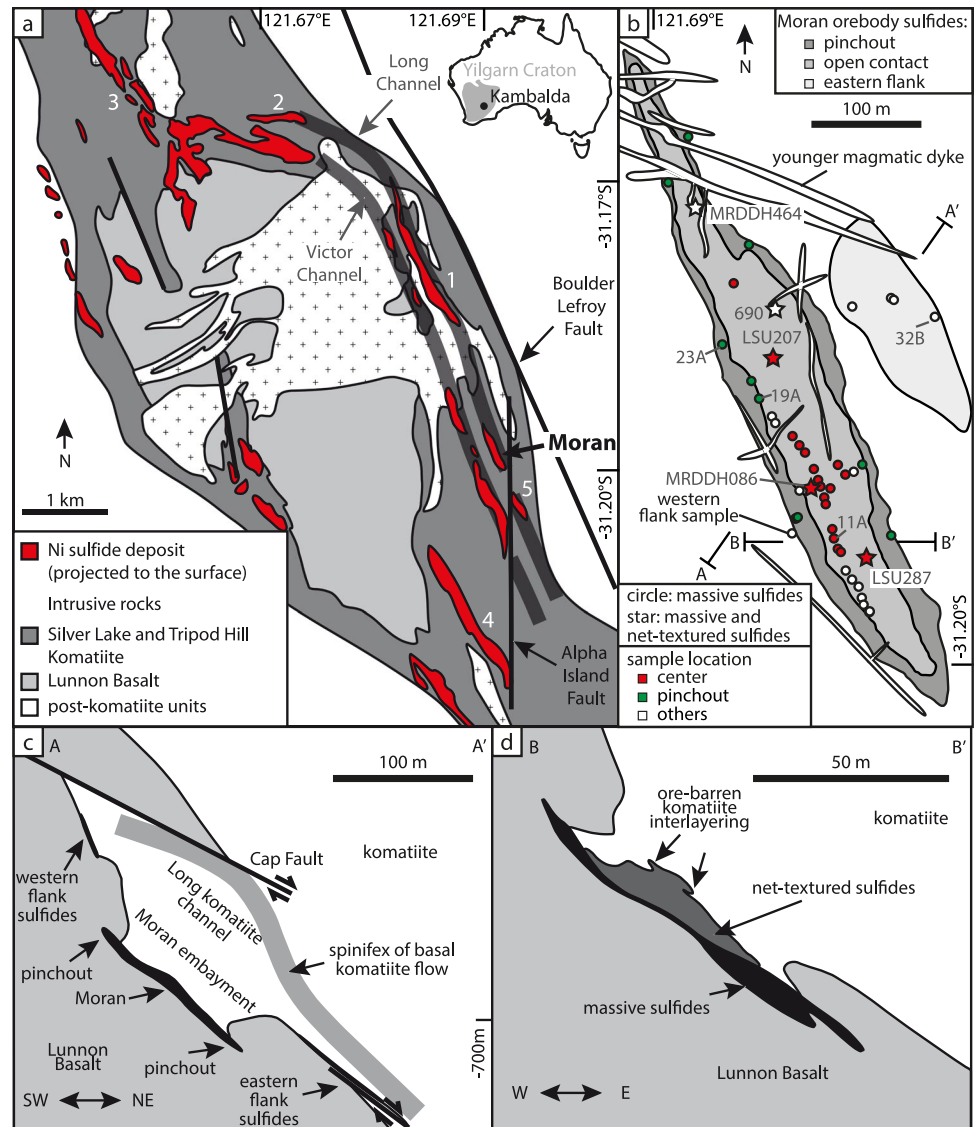 a
121.67°E
121.69°E
Long
Channel
Yilgarn Craton
Kambalda
3
2
Victor
Channel
1
-31.17°S
Boulder
Lefroy
Fault
N
1 km
Moran
5
-31.20°S
4
Alpha
Island
Fault
Ni sulfide deposit
(projected to the surface)
Intrusive rocks
Silver Lake and Tripod Hill
Komatiite
Lunnon Basalt
post-komatiite units
b
121.69°E
N
Moran orebody sulfides:
pinchout
open contact
eastern flank
100 m
younger magmatic dyke
MRDDH464
A'
690
LSU207
32B
23A
19A
MRDDH086
western
flank sample
11A
B
B'
A
LSU287
-31.20°S
circle: massive sulfides
star: massive and
net-textured sulfides
sample location
center
pinchout
others
c
A
A'
100 m
komatiite
Cap Fault
western
flank
sulfides
Long komatiite
channel
Moran embayment
spinifex of basal
komatiite flow
pinchout
Moran
Lunnon
Basalt
pinchout
-700m
eastern flank
sulfides
SW
NE
d
B
B'
50 m
ore-barren
komatiite
interlayering
komatiite
net-textured sulfides
massive sulfides
Lunnon Basalt
W
E